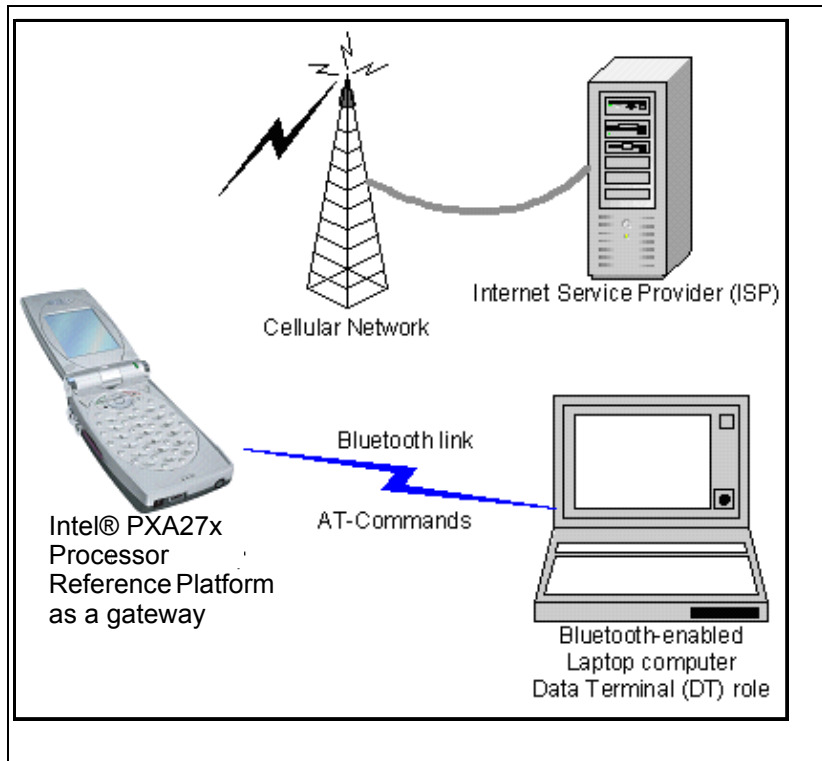 Internet Service Provider (ISP)
Cellular Network
Bluetooth link
AT-Commands
Intel® PXA27x
Processor
Reference Platform
as a gateway
Bluetooth-enabled
Laptop computer
Data Terminal (DT) role